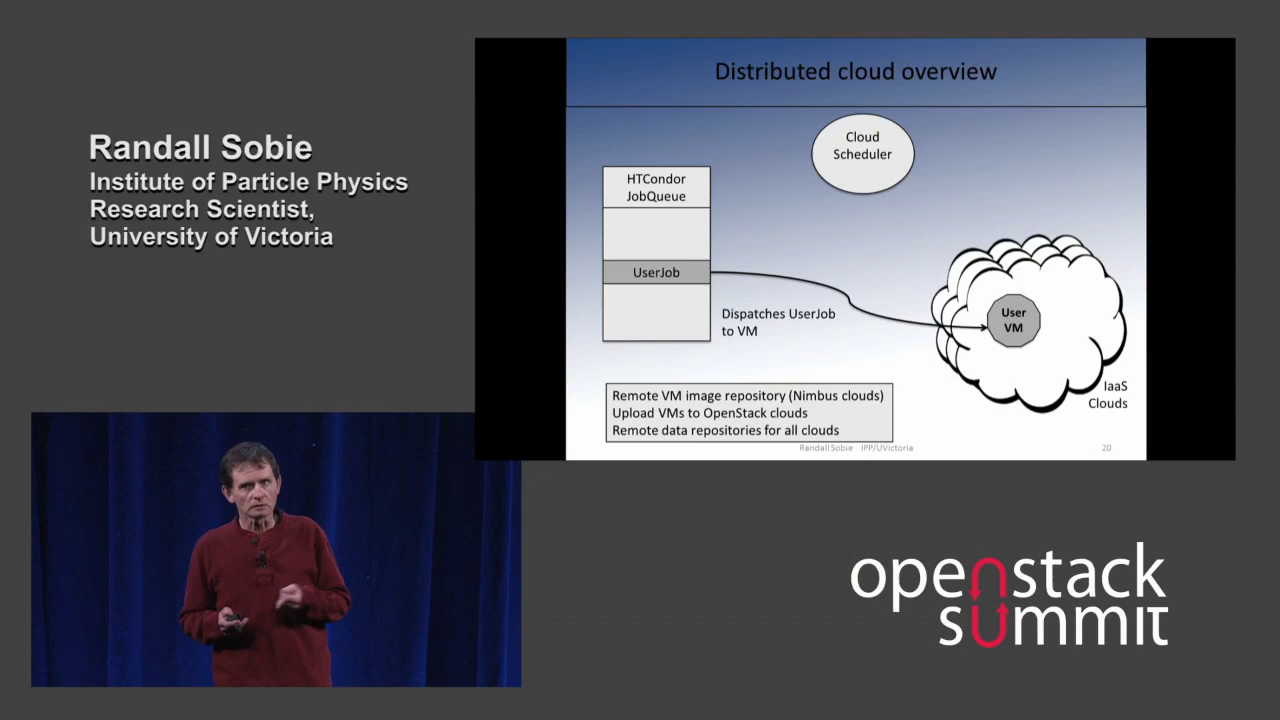 Randall Sobie
Institute of Particle Physics
Research Scientist,
University of Victoria
Distributed cloud overview
Cloud
Scheduler
HTCondor
JobQueue
UserJob
Dispatches UserJob
to VM
User
VM
IaaS
Clouds
Remote VM image repository (Nimbus clouds)
Upload VMs to OpenStack clouds
Remote data repositories for all clouds
Randall Sobie IPP/UVictoria
20
openstack
summit